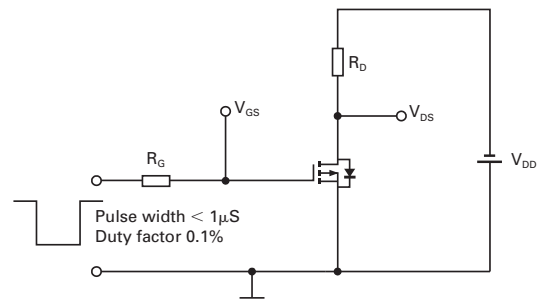 R_D
V_GS
V_DS
R_G
V_DD
Pulse width < 1μS
Duty factor 0.1%